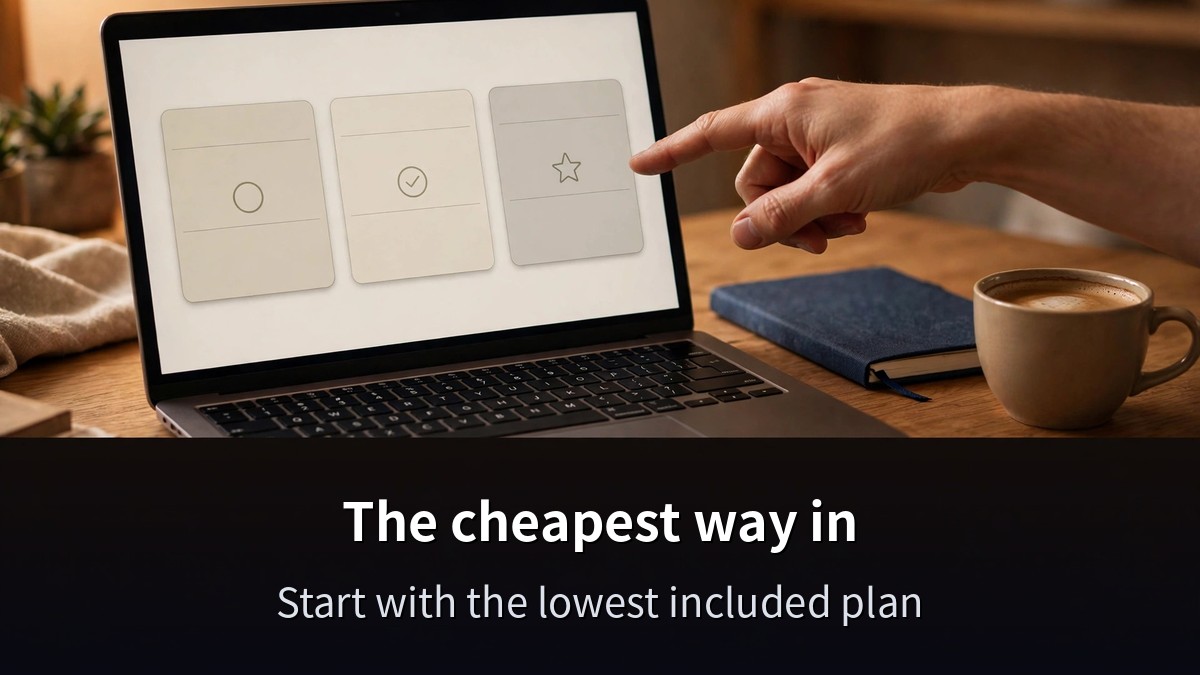 The cheapest way in
Start with the lowest included plan